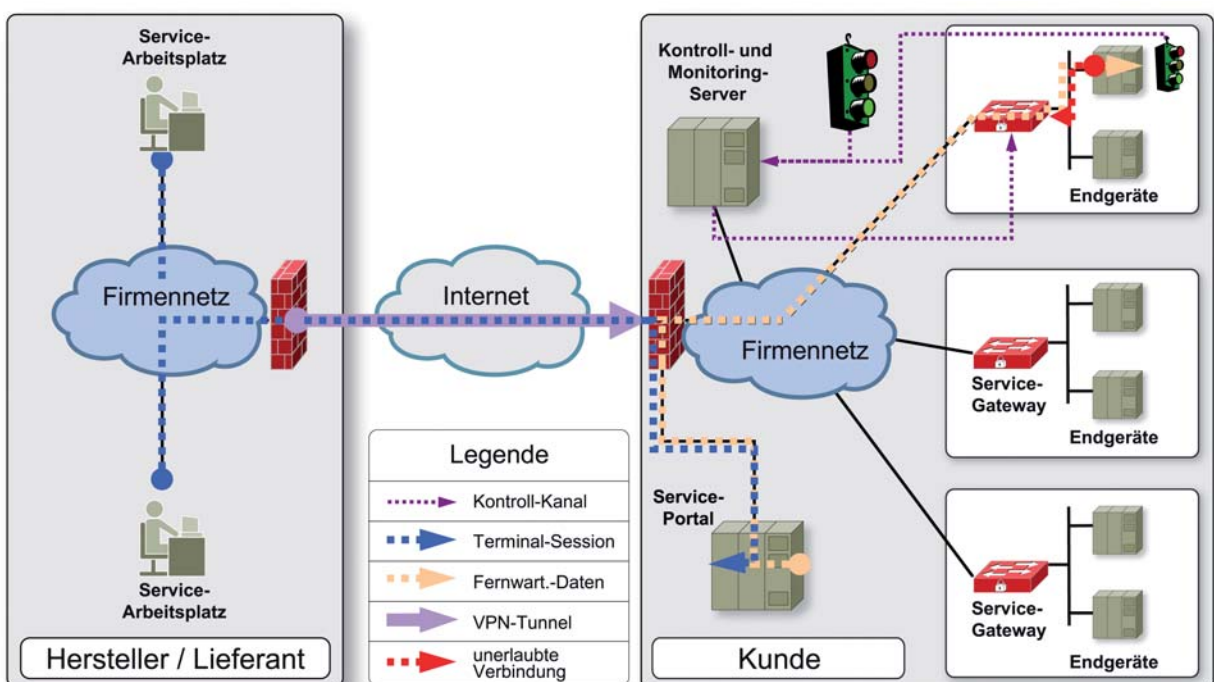 Service-
Arbeitsplatz
Firmennetz
Service-
Arbeitsplatz
Hersteller / Lieferant
Internet
Legende
Kontroll-Kanal
Terminal-Session
Fernwart.-Daten
VPN-Tunnel
unerlaubte
Verbindung
Kontroll- und
Monitoring-
Server
Firmennetz
Service-
Portal
Kunde
Endgeräte
Service-
Gateway
Endgeräte
Service-
Gateway
Endgeräte